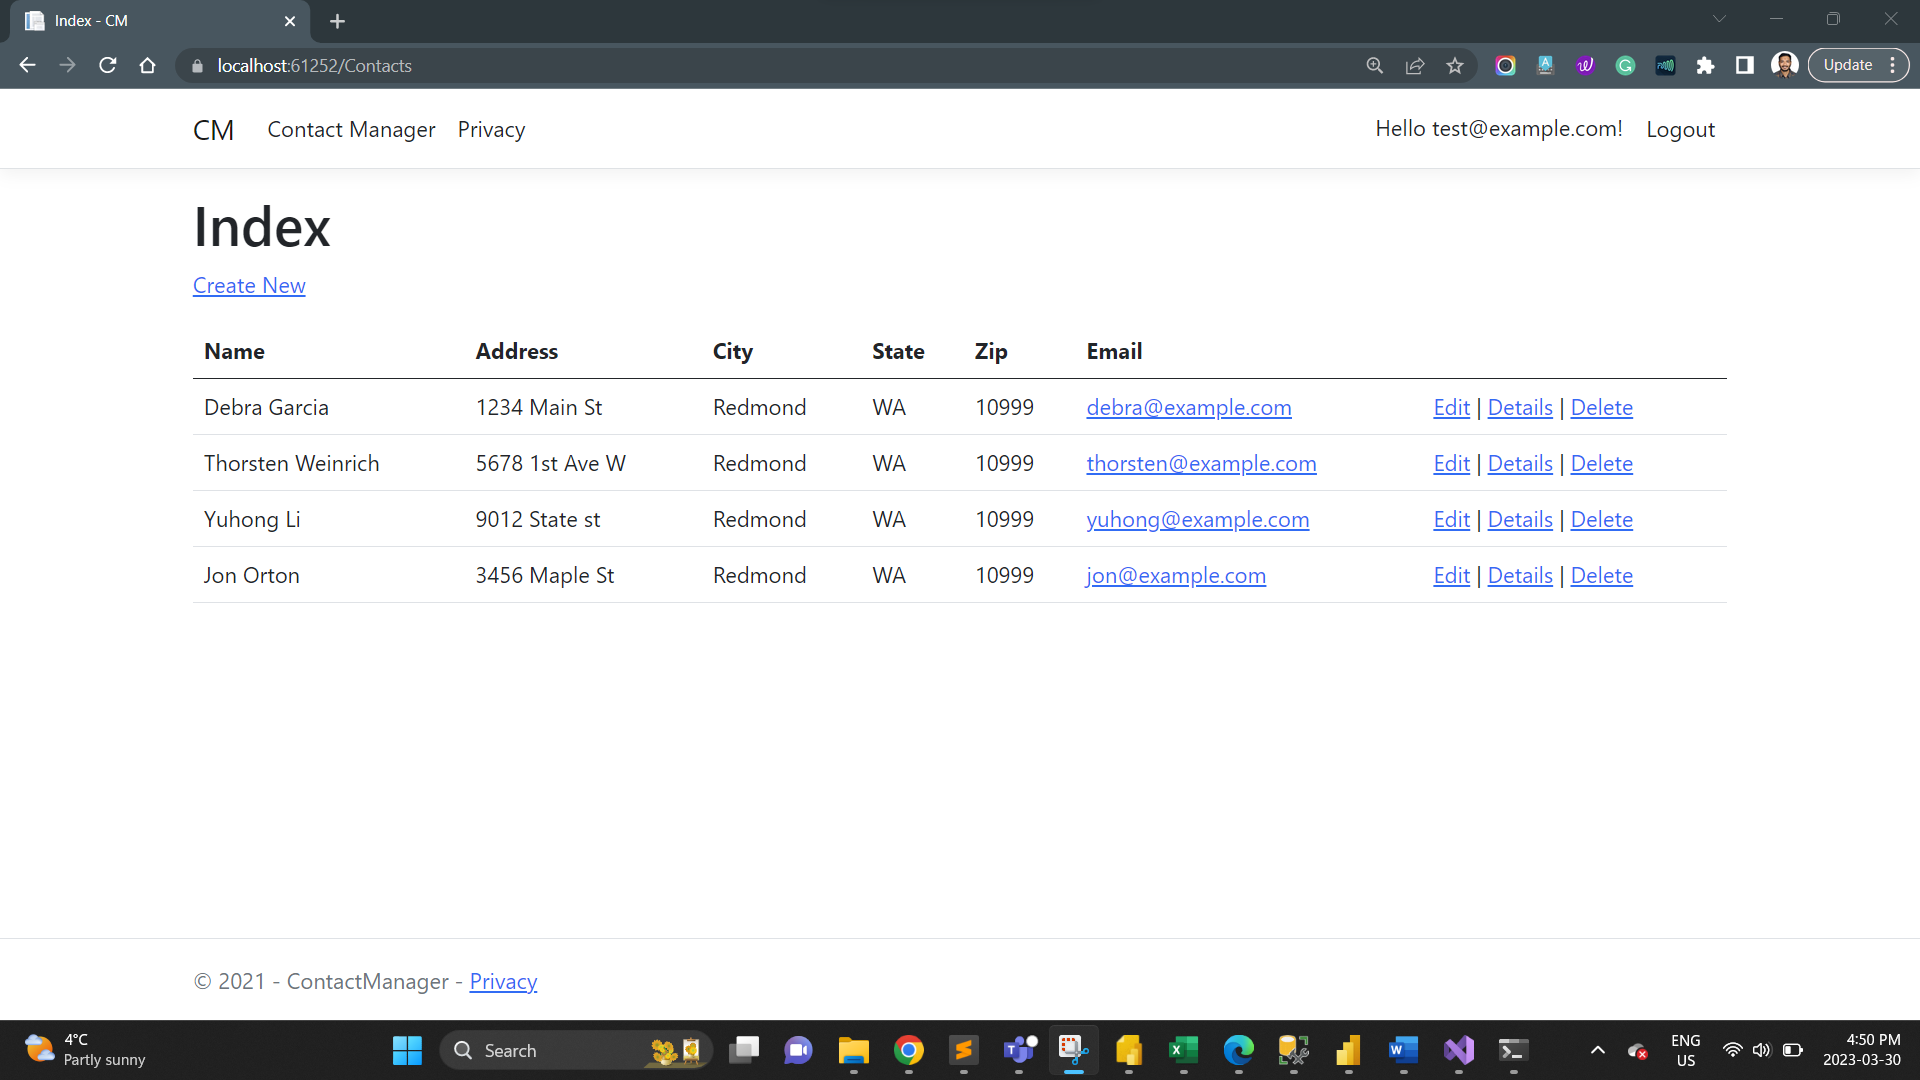 Index - CM
localhost:61252/Contacts
Update
CM Contact Manager Privacy Hello test@example.com! Logout
Index
Create New
Name Address City State Zip Email
Debra Garcia 1234 Main St Redmond WA 10999 debra@example.com Edit | Details | Delete
Thorsten Weinrich 5678 1st Ave W Redmond WA 10999 thorsten@example.com Edit | Details | Delete
Yuhong Li 9012 State st Redmond WA 10999 yuhong@example.com Edit | Details | Delete
Jon Orton 3456 Maple St Redmond WA 10999 jon@example.com Edit | Details | Delete
© 2021 - ContactManager - Privacy
4°C
Partly sunny
Search
ENG
US
4:50 PM
2023-03-30